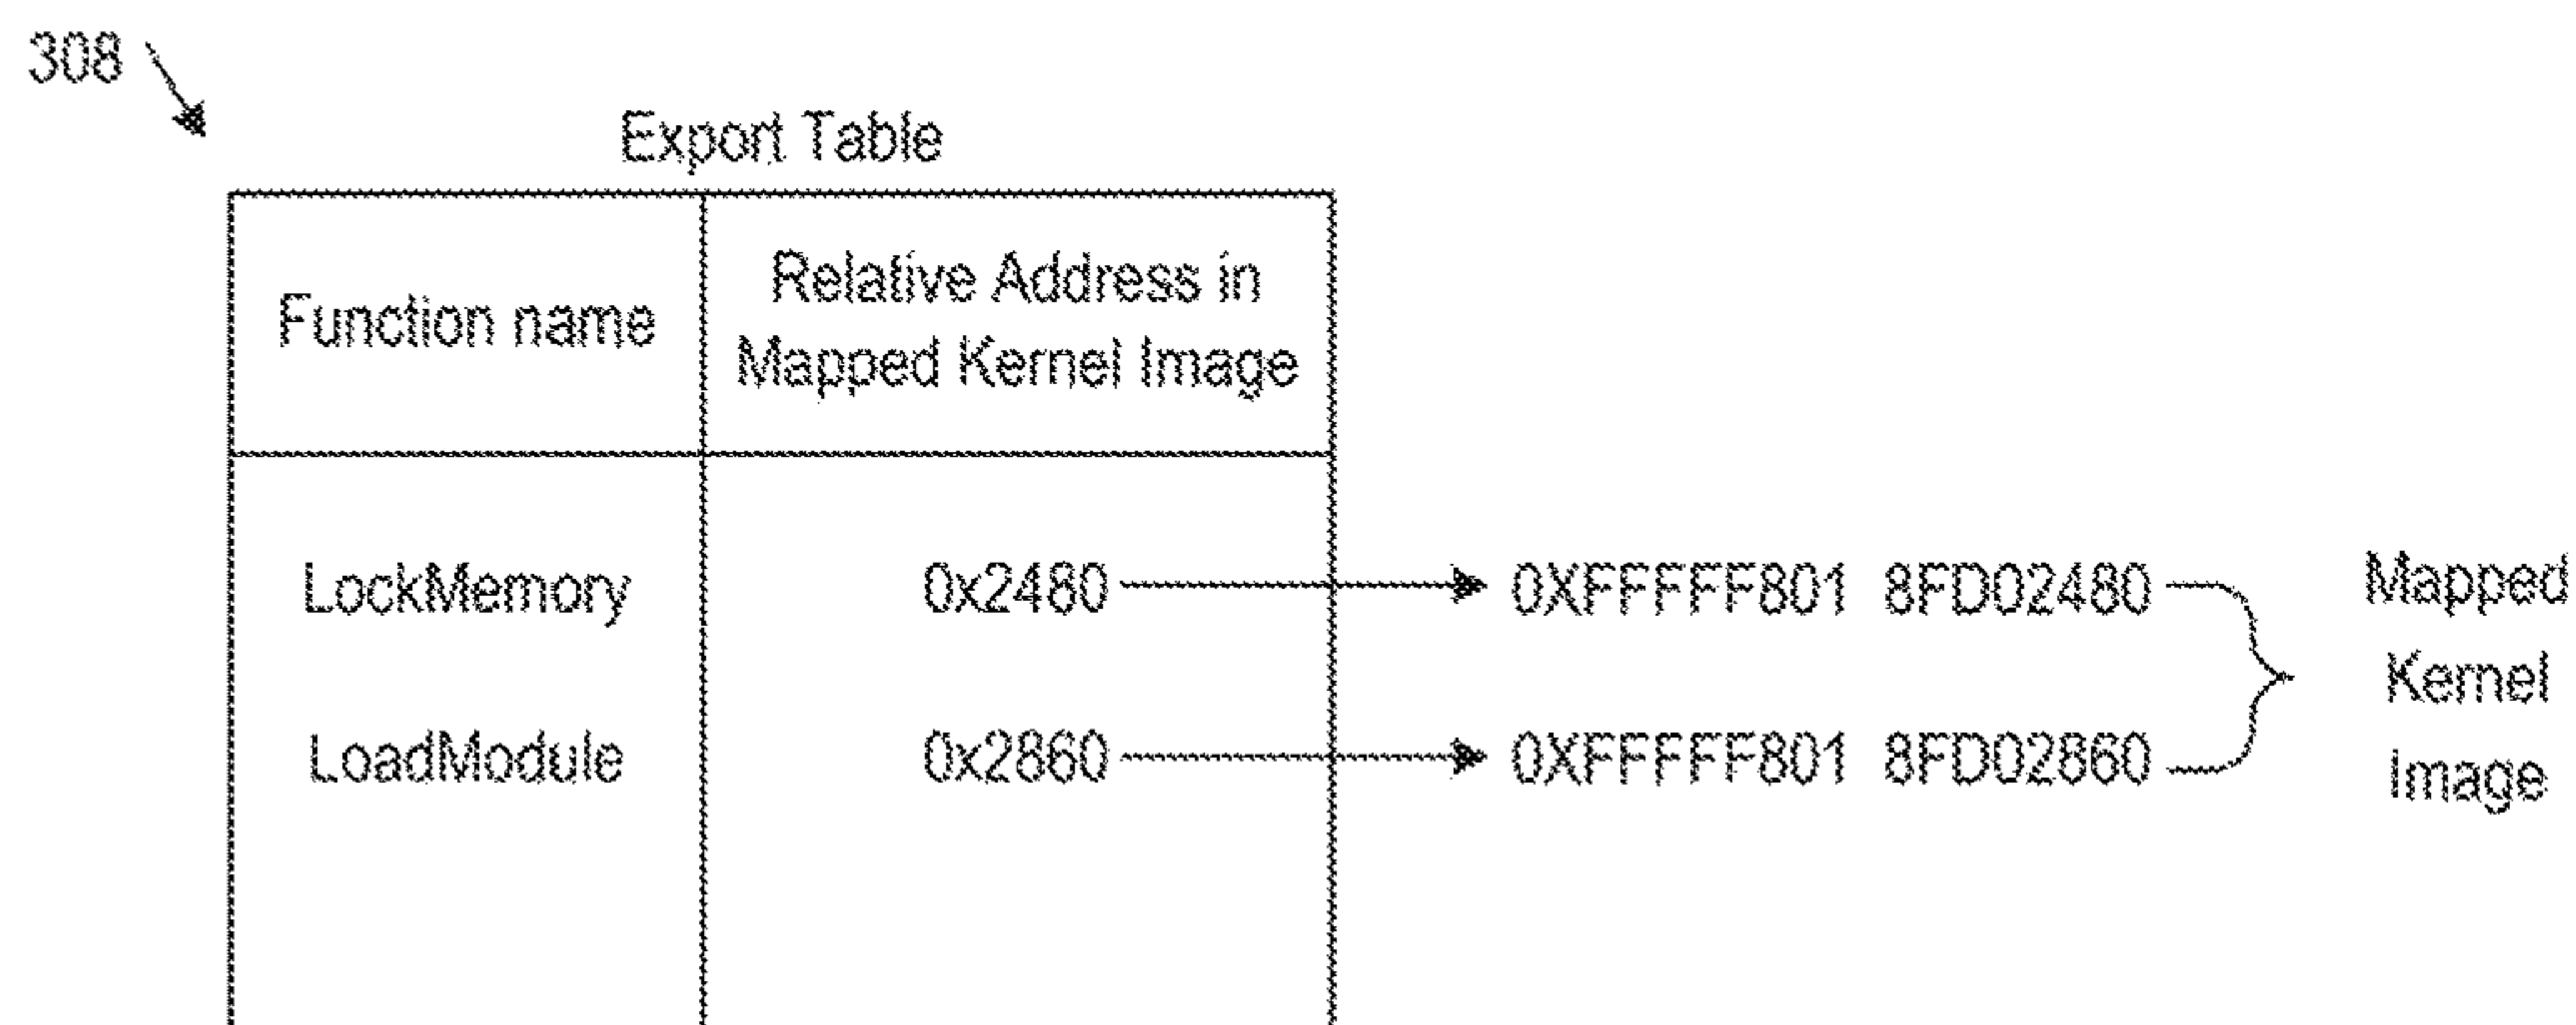 308
Export Table
Function name
Relative Address in
Mapped Kernel Image
LockMemory 0x2480 0XFFFFF801 8FD02480
LoadModule 0x2860 0XFFFFF801 8FD02860
Mapped
Kernel
Image